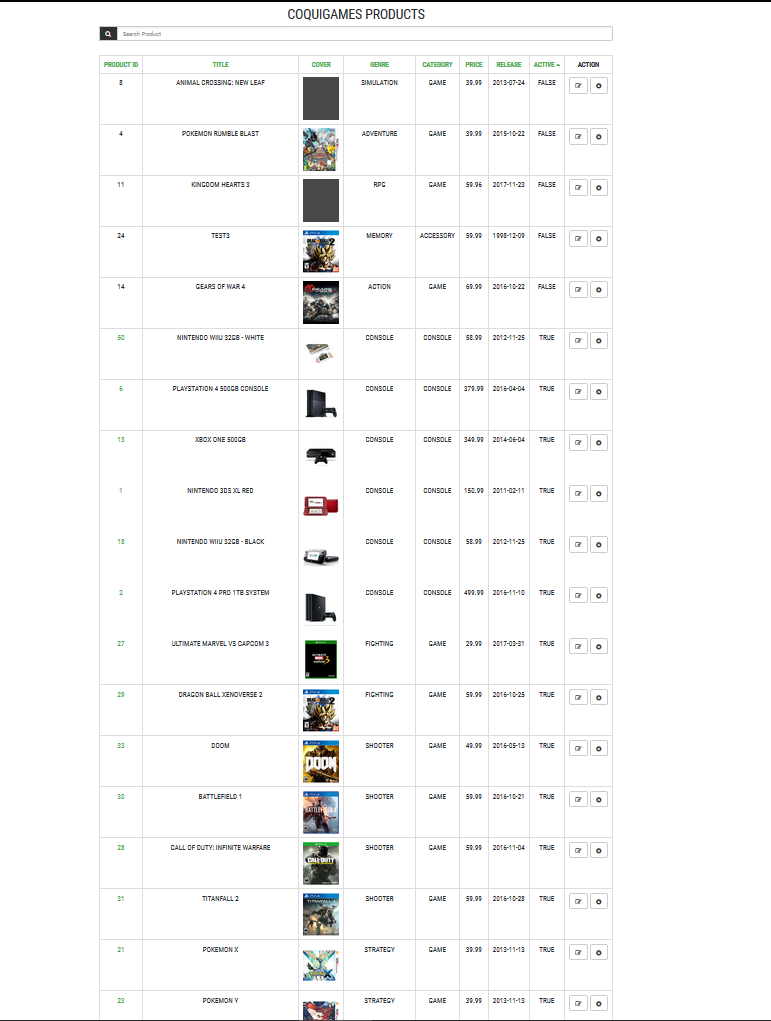 COQUIGAMES PRODUCTS
Search Product
PRODUCT ID TITLE COVER GENRE CATEGORY PRICE RELEASE ACTIVE ACTION
8 ANIMAL CROSSING: NEW LEAF SIMULATION GAME 39.99 2013-07-24 FALSE
4 POKEMON RUMBLE BLAST ADVENTURE GAME 39.99 2015-10-22 FALSE
11 KINGDOM HEARTS 3 RPG GAME 59.96 2017-11-23 FALSE
24 TEST3 MEMORY ACCESSORY 59.99 1998-12-09 FALSE
14 GEARS OF WAR 4 ACTION GAME 69.99 2016-10-22 FALSE
50 NINTENDO WIIU 32GB - WHITE CONSOLE CONSOLE 58.99 2012-11-25 TRUE
6 PLAYSTATION 4 500GB CONSOLE CONSOLE CONSOLE 379.99 2016-04-04 TRUE
13 XBOX ONE 500GB CONSOLE CONSOLE 349.99 2014-06-04 TRUE
1 NINTENDO 3DS XL RED CONSOLE CONSOLE 150.99 2011-02-11 TRUE
18 NINTENDO WIIU 32GB - BLACK CONSOLE CONSOLE 58.99 2012-11-25 TRUE
2 PLAYSTATION 4 PRO 1TB SYSTEM CONSOLE CONSOLE 499.99 2016-11-10 TRUE
27 ULTIMATE MARVEL VS CAPCOM 3 FIGHTING GAME 29.99 2017-03-31 TRUE
29 DRAGON BALL XENOVERSE 2 FIGHTING GAME 59.99 2016-10-25 TRUE
33 DOOM DOOM SHOOTER GAME 49.99 2016-05-13 TRUE
30 BATTLEFIELD 1 SHOOTER GAME 59.99 2016-10-21 TRUE
28 CALL OF DUTY: INFINITE WARFARE CALL OF DUTY SHOOTER GAME 59.99 2016-11-04 TRUE
31 TITANFALL 2 TITANFALL 2 SHOOTER GAME 59.99 2016-10-28 TRUE
21 POKEMON X STRATEGY GAME 39.99 2013-11-13 TRUE
23 POKEMON Y STRATEGY GAME 39.99 2013-11-13 TRUE